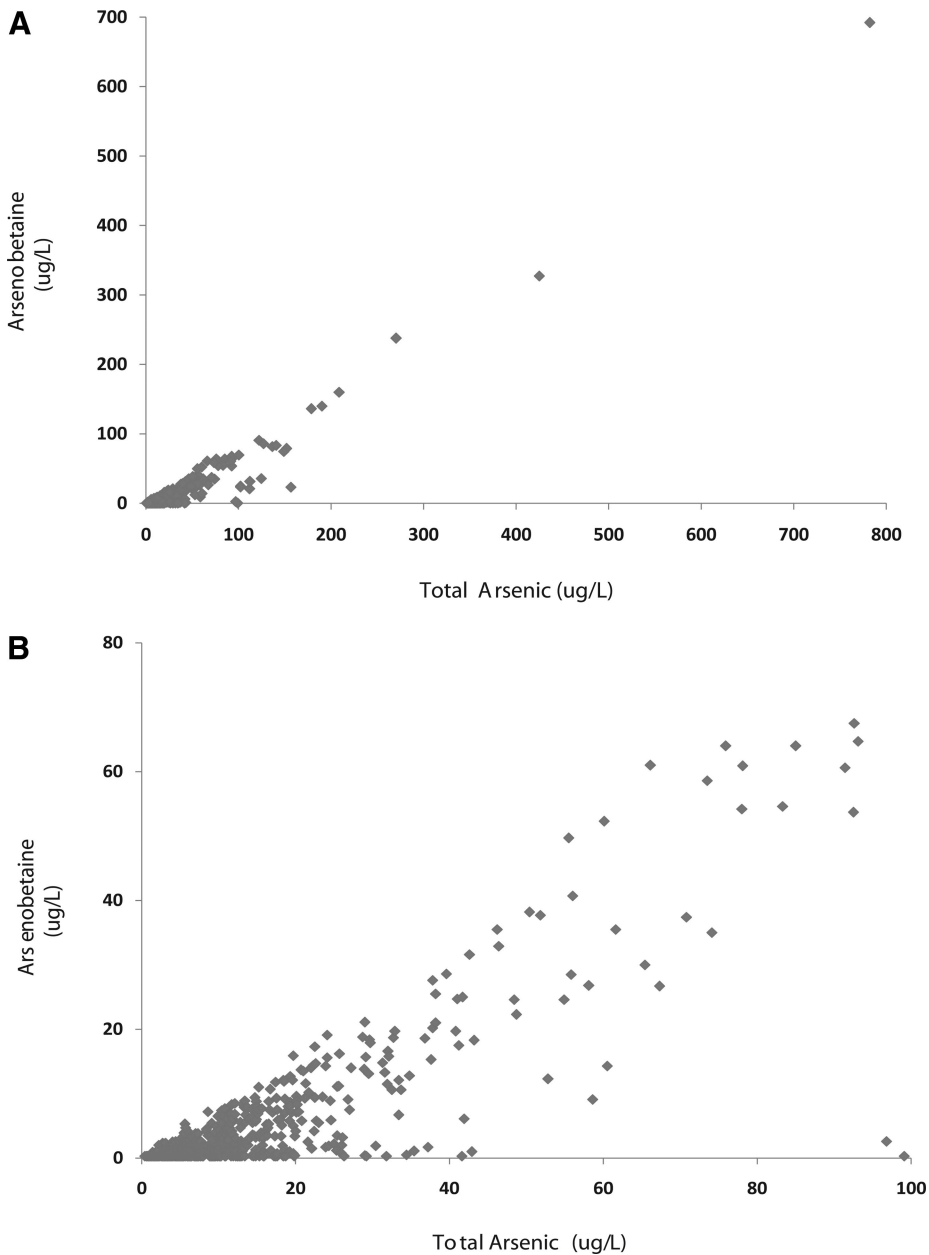 A
700
600
500
400
300
200
100
0
Arsenobetaine
(ug/L)
0 100 200 300 400 500 600 700 800
Total Arsenic (ug/L)
B
80
60
40
20
0
Ars enobetaine
(ug/L)
0 20 40 60 80 100
To tal Arsenic (ug/L)